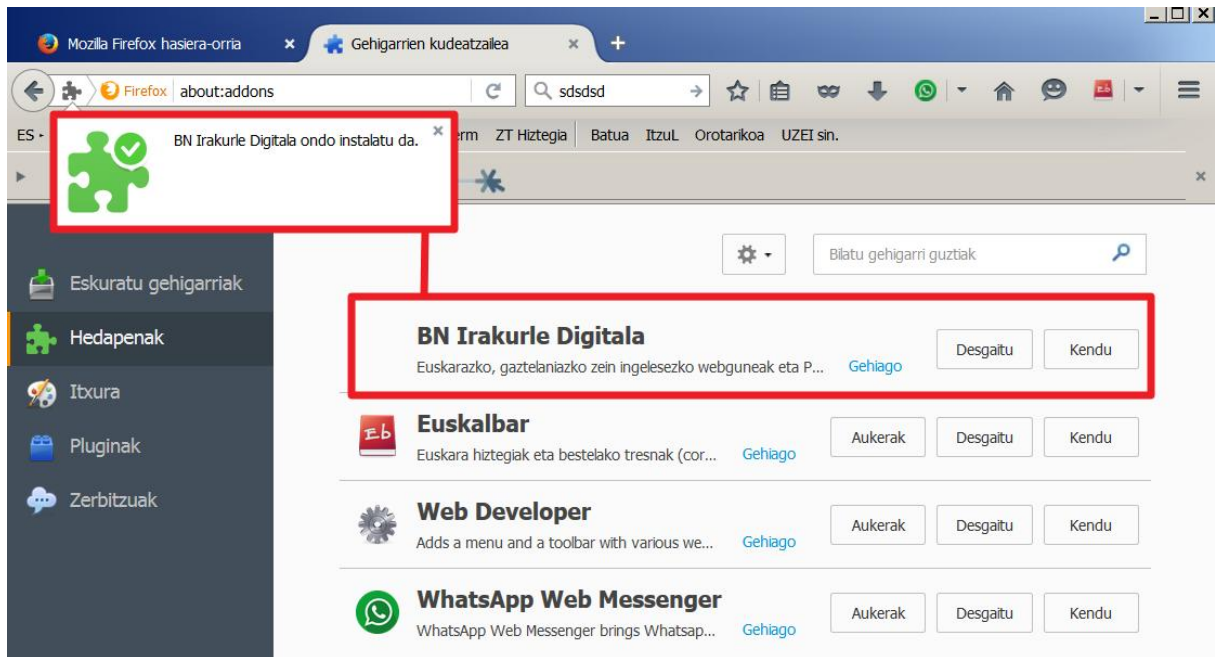 Mozilla Firefox hasiera-orria
Gehigarrien kudeatzailea
Firefox about:addons
sdsdsd
ES
ZT Hiztegia Batua ItzuL Orotarikoa UZEI sin.
BN Irakurle Digitala ondo instalatu da.
Bilatu gehigarri guztiak
Eskuratu gehigarriak
Hedapenak
Itxura
Pluginak
Zerbitzuak
BN Irakurle Digitala
Euskarazko, gaztelaniazko zein ingelesezko webguneak eta P... Gehiago
Desgaitu Kendu
Eb
Euskalbar
Euskara hiztegiak eta bestelako tresnak (cor... Gehiago
Aukerak Desgaitu Kendu
Web Developer
Adds a menu and a toolbar with various we... Gehiago
Aukerak Desgaitu Kendu
WhatsApp Web Messenger
WhatsApp Web Messenger brings Whatsap... Gehiago
Aukerak Desgaitu Kendu